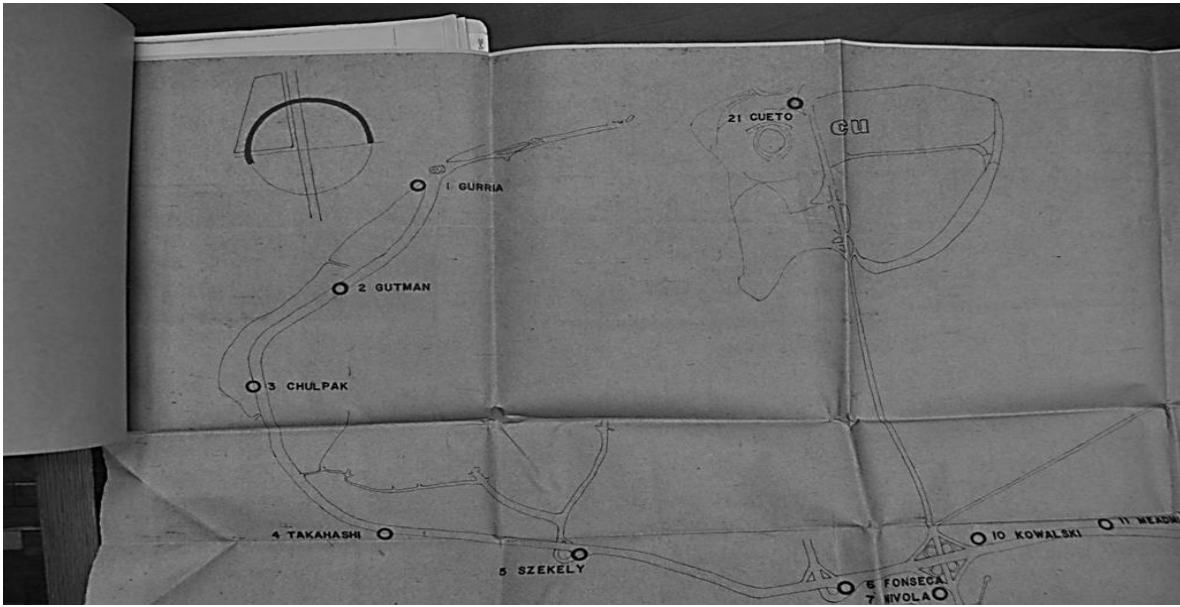 21 CUETO
CU
1 GURRIA
2 GUTMAN
3 CHULPAK
4 TAKAHASHI
5 SZEKELY
10 KOWALSKI
11
6 FONSECA
7 NIVOLA